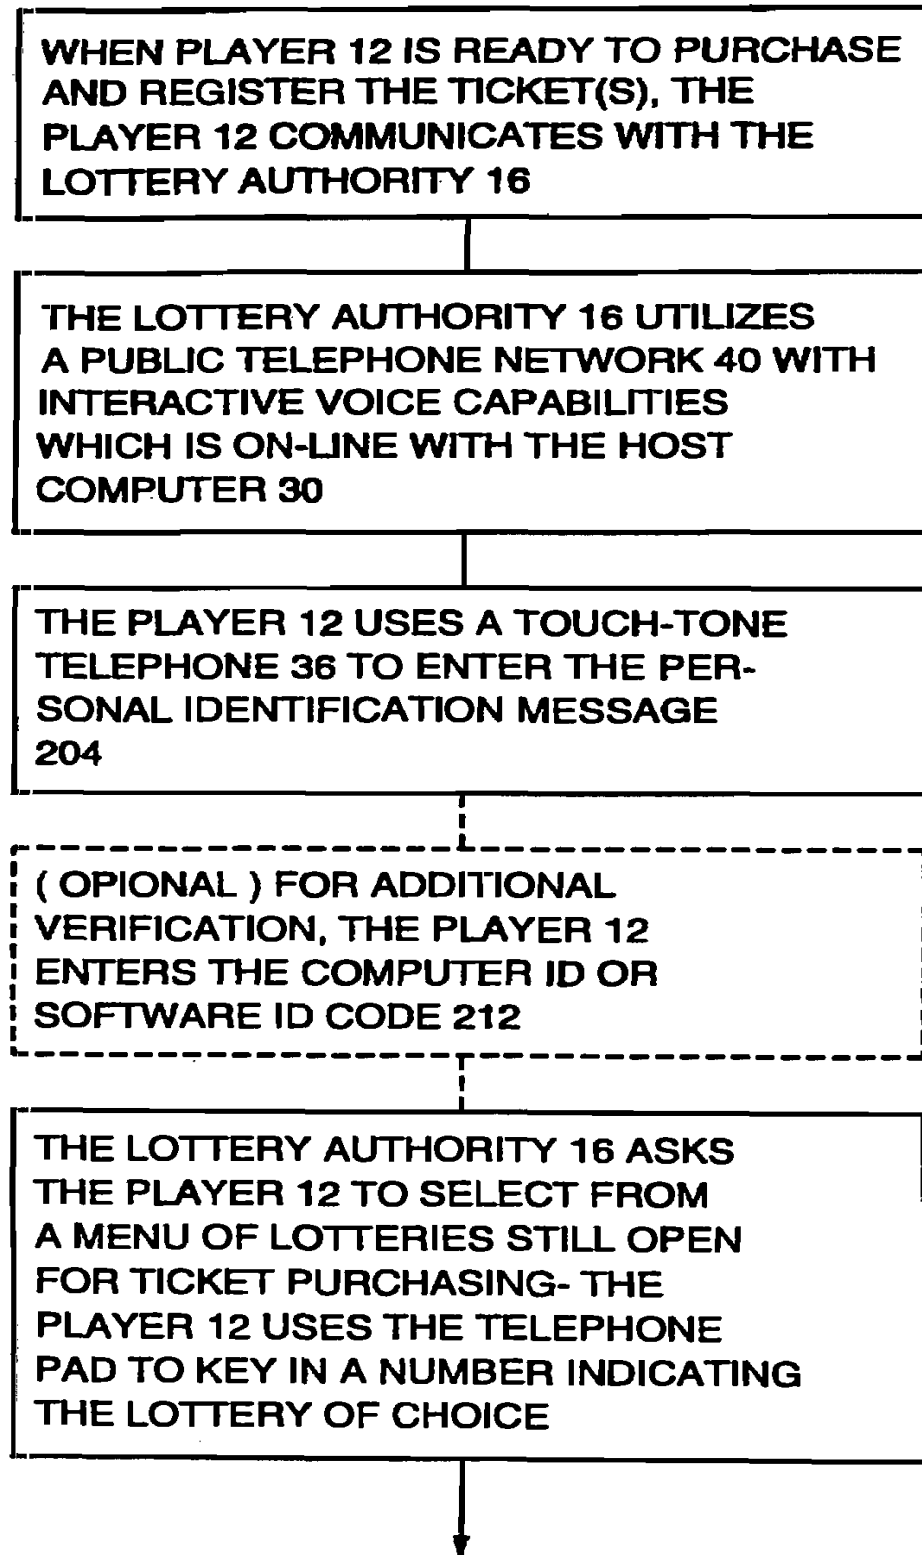 WHEN PLAYER 12 IS READY TO PURCHASE
AND REGISTER THE TICKET(S), THE
PLAYER 12 COMMUNICATES WITH THE
LOTTERY AUTHORITY 16
THE LOTTERY AUTHORITY 16 UTILIZES
A PUBLIC TELEPHONE NETWORK 40 WITH
INTERACTIVE VOICE CAPABILITIES
WHICH IS ON-LINE WITH THE HOST
COMPUTER 30
THE PLAYER 12 USES A TOUCH-TONE
TELEPHONE 36 TO ENTER THE PER-
SONAL IDENTIFICATION MESSAGE
204
( OPIONAL ) FOR ADDITIONAL
VERIFICATION, THE PLAYER 12
ENTERS THE COMPUTER ID OR
SOFTWARE ID CODE 212
THE LOTTERY AUTHORITY 16 ASKS
THE PLAYER 12 TO SELECT FROM
A MENU OF LOTTERIES STILL OPEN
FOR TICKET PURCHASING- THE
PLAYER 12 USES THE TELEPHONE
PAD TO KEY IN A NUMBER INDICATING
THE LOTTERY OF CHOICE